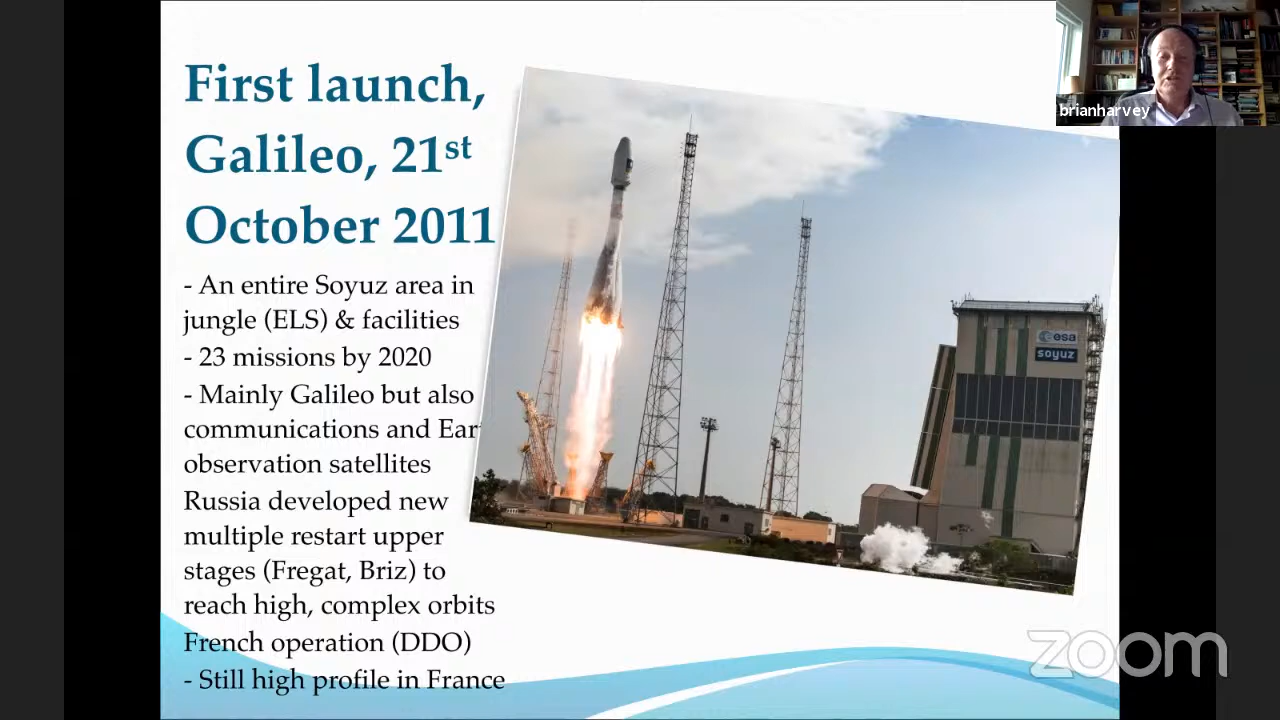 First launch,
Galileo, 21st
October 2011
- An entire Soyuz area in
jungle (ELS) & facilities
- 23 missions by 2020
- Mainly Galileo but also
communications and Ear
observation satellites
Russia developed new
multiple restart upper
stages (Fregat, Briz) to
reach high, complex orbits
French operation (DDO)
- Still high profile in France
esa
soyuz
brianharvey
zoom